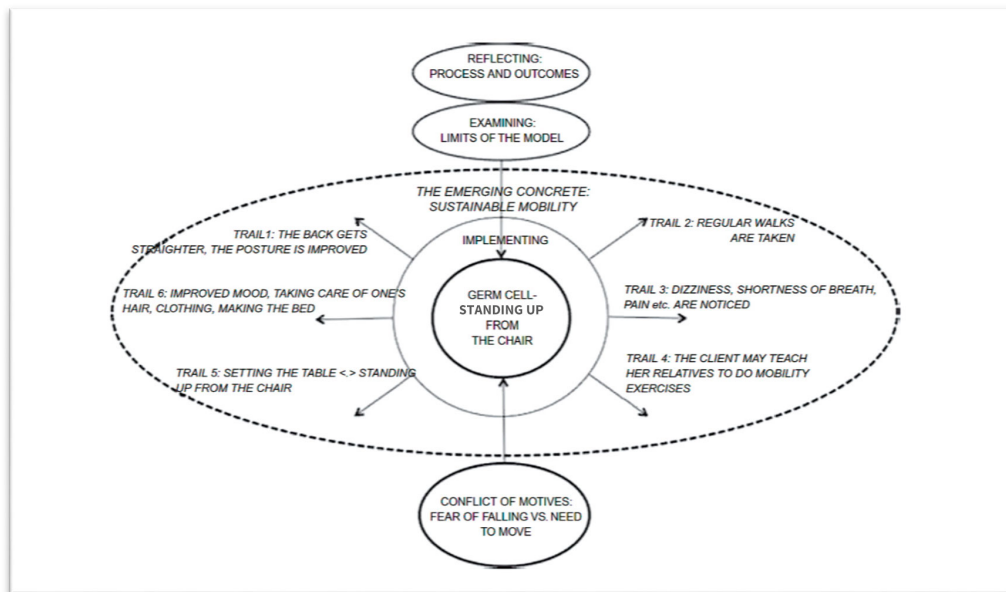 REFLECTING:
PROCESS AND OUTCOMES
EXAMINING:
LIMITS OF THE MODEL
THE EMERGING CONCRETE:
SUSTAINABLE MOBILITY
IMPLEMENTING
TRAIL1: THE BACK GETS
STRAIGHTER, THE POSTURE IS IMPROVED
TRAIL 2: REGULAR WALKS
ARE TAKEN
TRAIL 6: IMPROVED MOOD, TAKING CARE OF ONE'S
HAIR, CLOTHING, MAKING THE BED
GERM CELL-
STANDING UP
FROM
THE CHAIR
TRAIL 3: DIZZINESS, SHORTNESS OF BREATH,
PAIN etc. ARE NOTICED
TRAIL 5: SETTING THE TABLE <.> STANDING
UP FROM THE CHAIR
TRAIL 4: THE CLIENT MAY TEACH
HER RELATIVES TO DO MOBILITY
EXERCISES
CONFLICT OF MOTIVES:
FEAR OF FALLING VS. NEED
TO MOVE